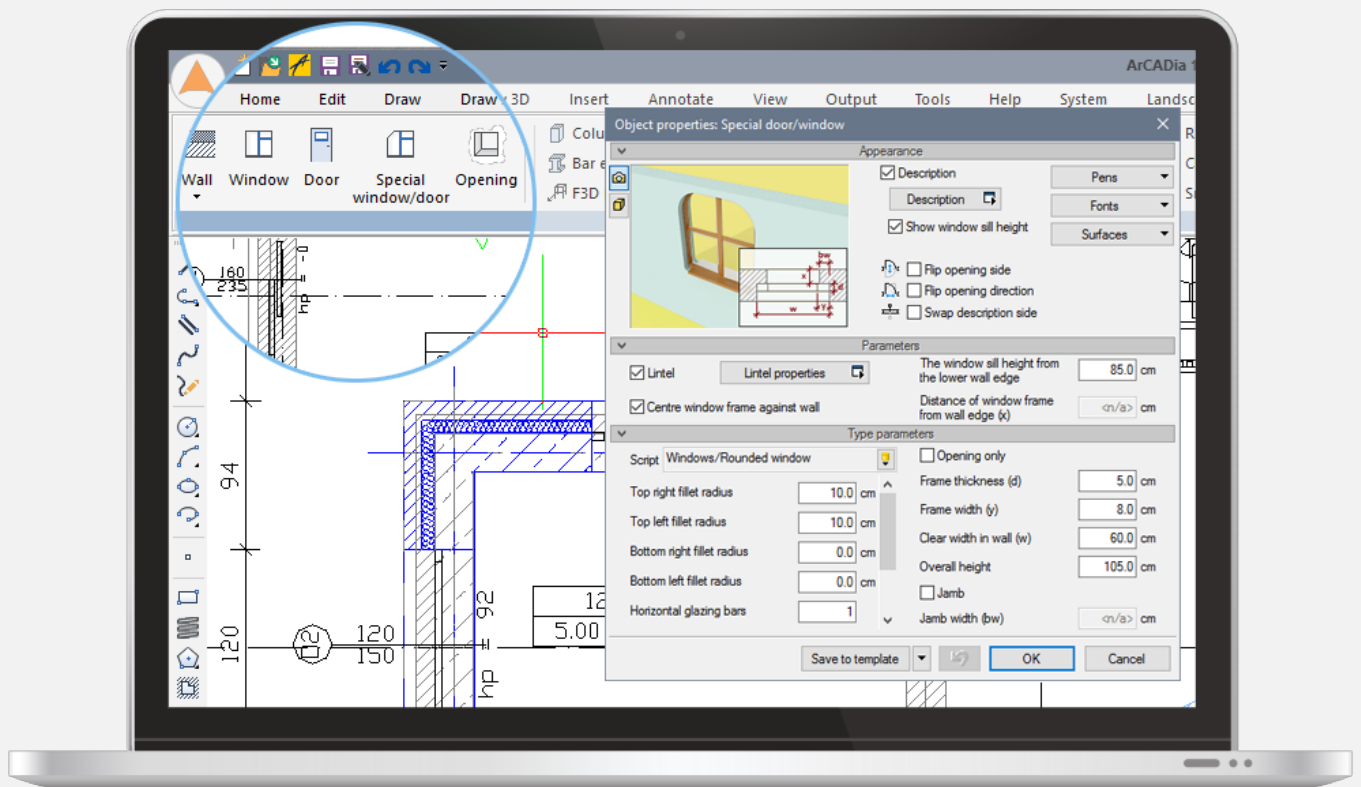 ArCADia 1
Home Edit Draw Draw 3D Insert Annotate View Output Tools Help System Landsc
Wall Window Door Special window/door Opening
Colu
Bar e
F3D
Object properties: Special door/window
Appearance
Description
Description
Show window sill height
Flip opening side
Flip opening direction
Swap description side
Pens
Fonts
Surfaces
bw
x
d
w
y
Parameters
Lintel
Lintel properties
Centre window frame against wall
The window sill height from
the lower wall edge
85.0 cm
Distance of window frame
from wall edge (x)
<n/a> cm
Type parameters
Script Windows/Rounded window
Top right fillet radius 10.0 cm
Top left fillet radius 10.0 cm
Bottom right fillet radius 0.0 cm
Bottom left fillet radius 0.0 cm
Horizontal glazing bars 1
Opening only
Frame thickness (d) 5.0 cm
Frame width (y) 8.0 cm
Clear width in wall (w) 60.0 cm
Overall height 105.0 cm
Jamb
Jamb width (bw) <n/a> cm
Save to template
OK
Cancel
160
235
hp = -0
94
120
120
150
hp = 92
12
5.00